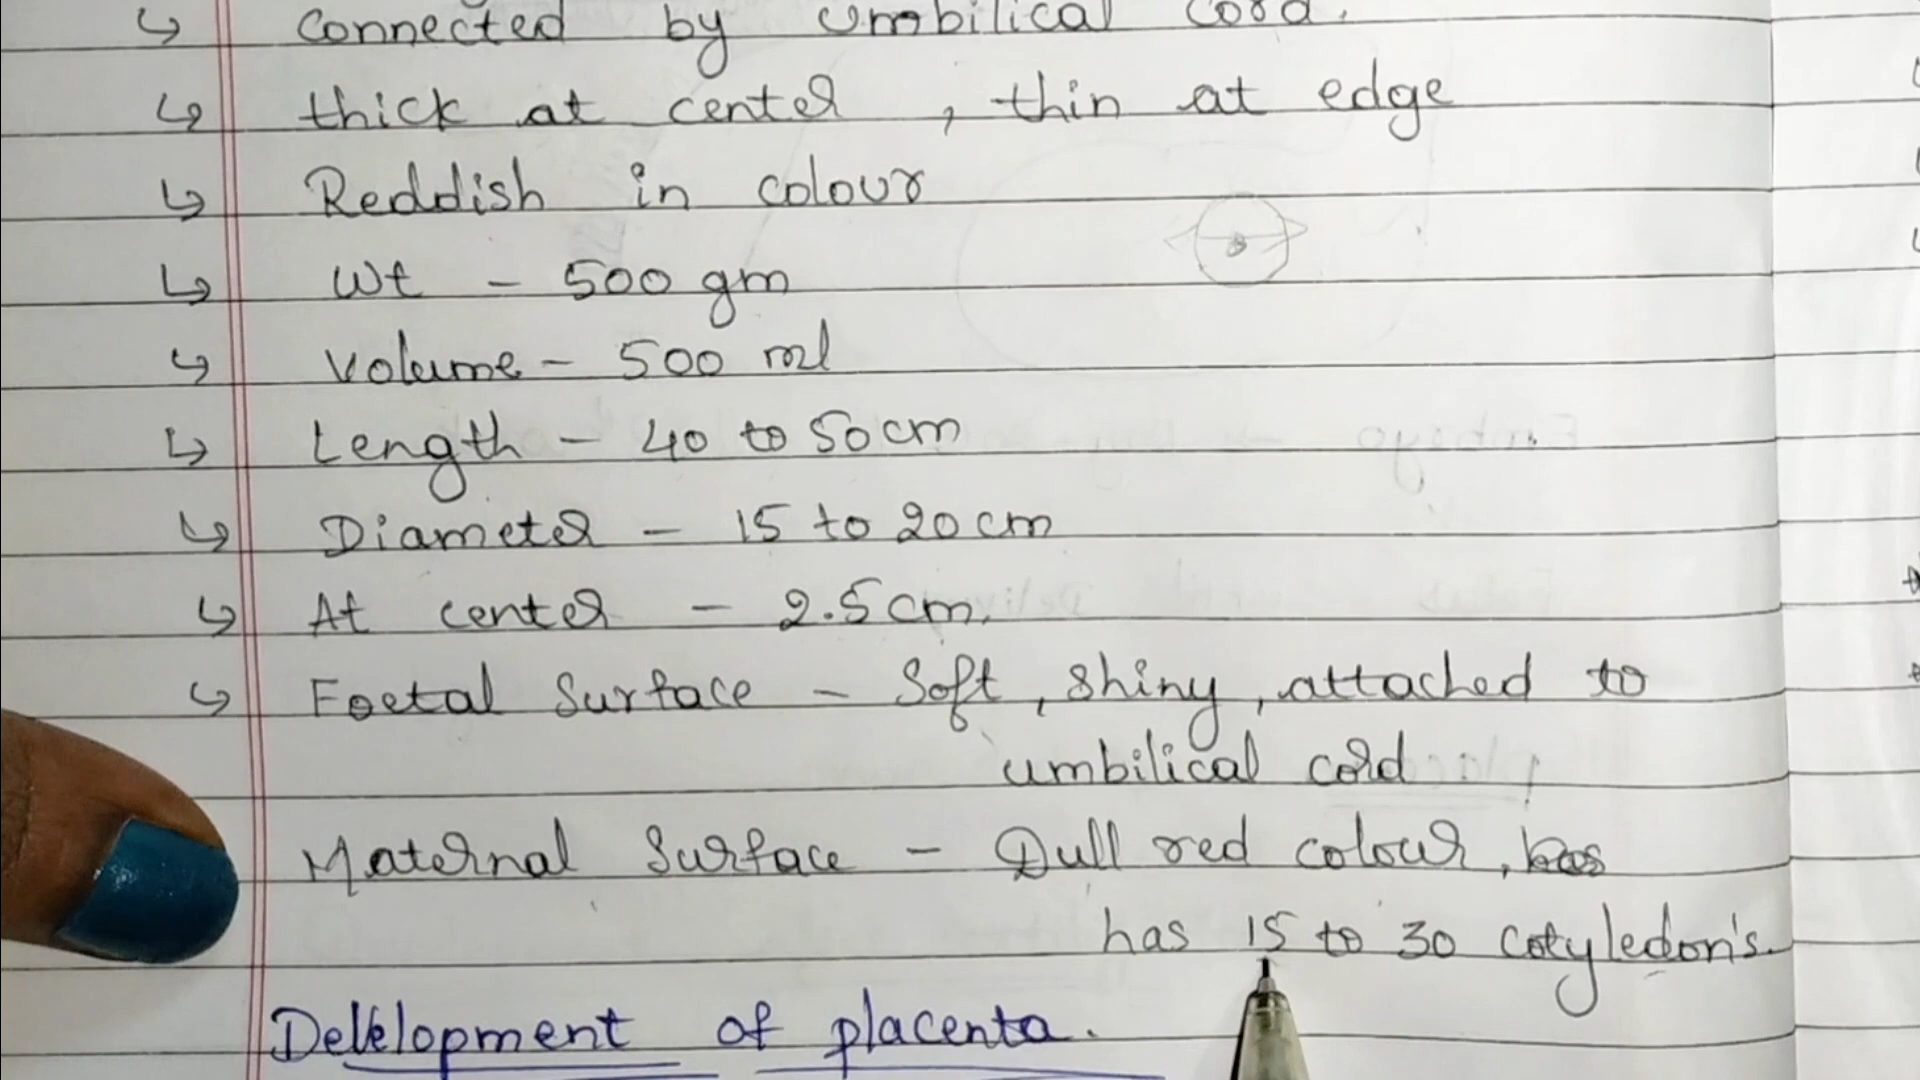 ↳ connected by umbilical cord.
↳ thick at center , thin at edge
↳ Reddish in colour
↳ Wt - 500 gm
↳ Volume - 500 ml
↳ Length - 40 to 50 cm
↳ Diameter - 15 to 20 cm
↳ At center - 2.5 cm.
↳ Foetal Surface - Soft, shiny, attached to
umbilical cord
Maternal Surface - Dull red colour, has
has 15 to 30 cotyledon's.
Development of placenta.